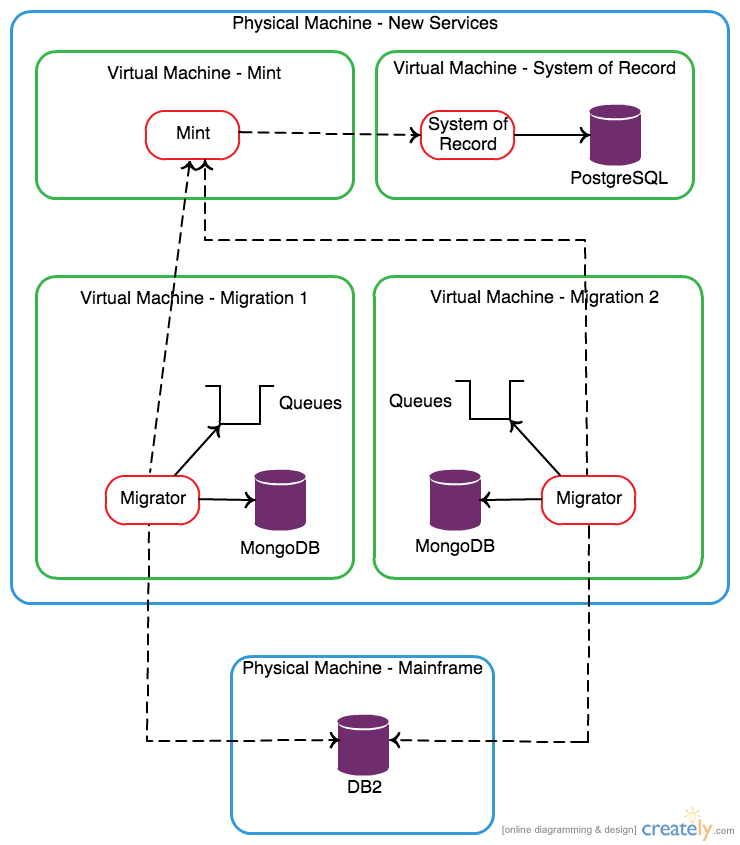 Physical Machine - New Services
Virtual Machine - Mint
Virtual Machine - System of Record
Mint
System of
Record
PostgreSQL
Virtual Machine - Migration 1
Virtual Machine - Migration 2
Queues
Queues
Migrator
MongoDB
Migrator
MongoDB
Physical Machine - Mainframe
DB2
[online diagramming & design] creately.com